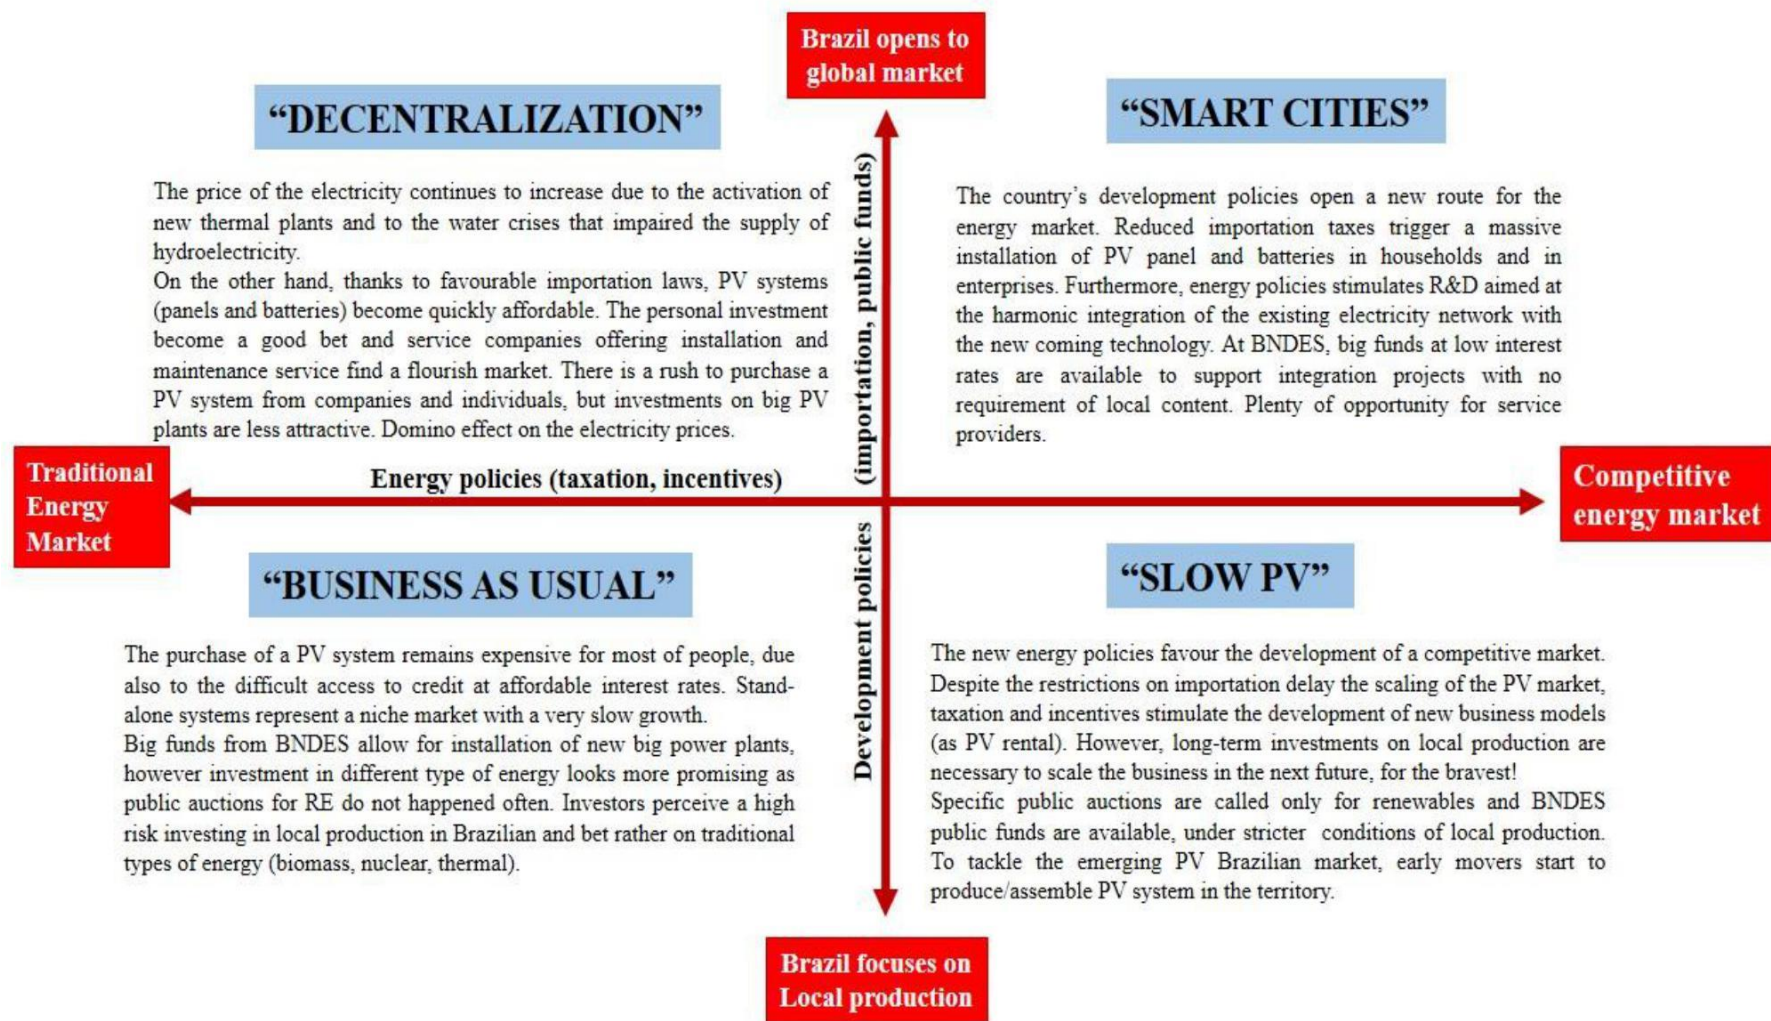 Brazil opens to
global market
“DECENTRALIZATION”
The price of the electricity continues to increase due to the activation of
new thermal plants and to the water crises that impaired the supply of
hydroelectricity.
On the other hand, thanks to favourable importation laws, PV systems
(panels and batteries) become quickly affordable. The personal investment
become a good bet and service companies offering installation and
maintenance service find a flourish market. There is a rush to purchase a
PV system from companies and individuals, but investments on big PV
plants are less attractive. Domino effect on the electricity prices.
“SMART CITIES”
The country’s development policies open a new route for the
energy market. Reduced importation taxes trigger a massive
installation of PV panel and batteries in households and in
enterprises. Furthermore, energy policies stimulates R&D aimed at
the harmonic integration of the existing electricity network with
the new coming technology. At BNDES, big funds at low interest
rates are available to support integration projects with no
requirement of local content. Plenty of opportunity for service
providers.
Traditional
Energy
Market
Energy policies (taxation, incentives)
Development policies (importation, public funds)
Competitive
energy market
“BUSINESS AS USUAL”
The purchase of a PV system remains expensive for most of people, due
also to the difficult access to credit at affordable interest rates. Stand-
alone systems represent a niche market with a very slow growth.
Big funds from BNDES allow for installation of new big power plants,
however investment in different type of energy looks more promising as
public auctions for RE do not happened often. Investors perceive a high
risk investing in local production in Brazilian and bet rather on traditional
types of energy (biomass, nuclear, thermal).
“SLOW PV”
The new energy policies favour the development of a competitive market.
Despite the restrictions on importation delay the scaling of the PV market,
taxation and incentives stimulate the development of new business models
(as PV rental). However, long-term investments on local production are
necessary to scale the business in the next future, for the bravest!
Specific public auctions are called only for renewables and BNDES
public funds are available, under stricter conditions of local production.
To tackle the emerging PV Brazilian market, early movers start to
produce/assemble PV system in the territory.
Brazil focuses on
Local production